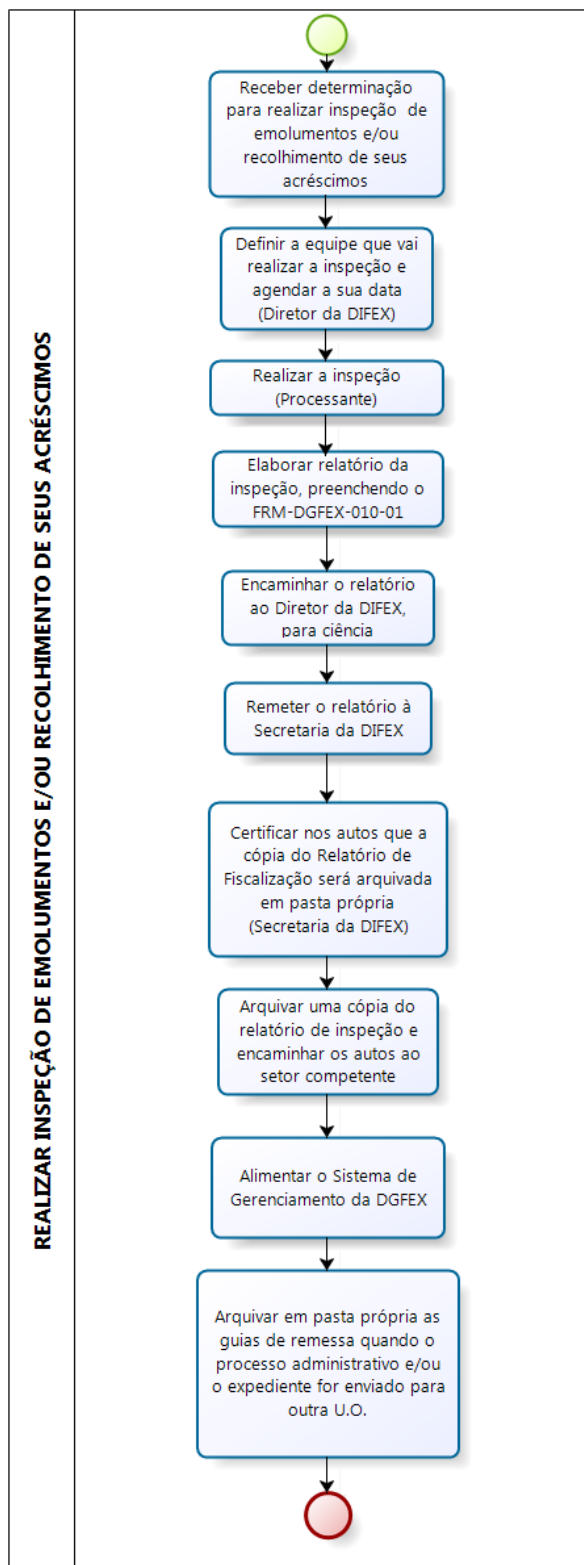 REALIZAR INSPEÇÃO DE EMOLUMENTOS E/OU RECOLHIMENTO DE SEUS ACRÉSCIMOS
Receber determinação
para realizar inspeção de
emolumentos e/ou
recolhimento de seus
acréscimos
Definir a equipe que vai
realizar a inspeção e
agendar a sua data
(Diretor da DIFEX)
Realizar a inspeção
(Processante)
Elaborar relatório da
inspeção, preenchendo o
FRM-DGFEX-010-01
Encaminhar o relatório
ao Diretor da DIFEX,
para ciência
Remeter o relatório à
Secretaria da DIFEX
Certificar nos autos que a
cópia do Relatório de
Fiscalização será arquivada
em pasta própria
(Secretaria da DIFEX)
Arquivar uma cópia do
relatório de inspeção e
encaminhar os autos ao
setor competente
Alimentar o Sistema de
Gerenciamento da DGFEX
Arquivar em pasta própria as
guias de remessa quando o
processo administrativo e/ou
o expediente for enviado para
outra U.O.